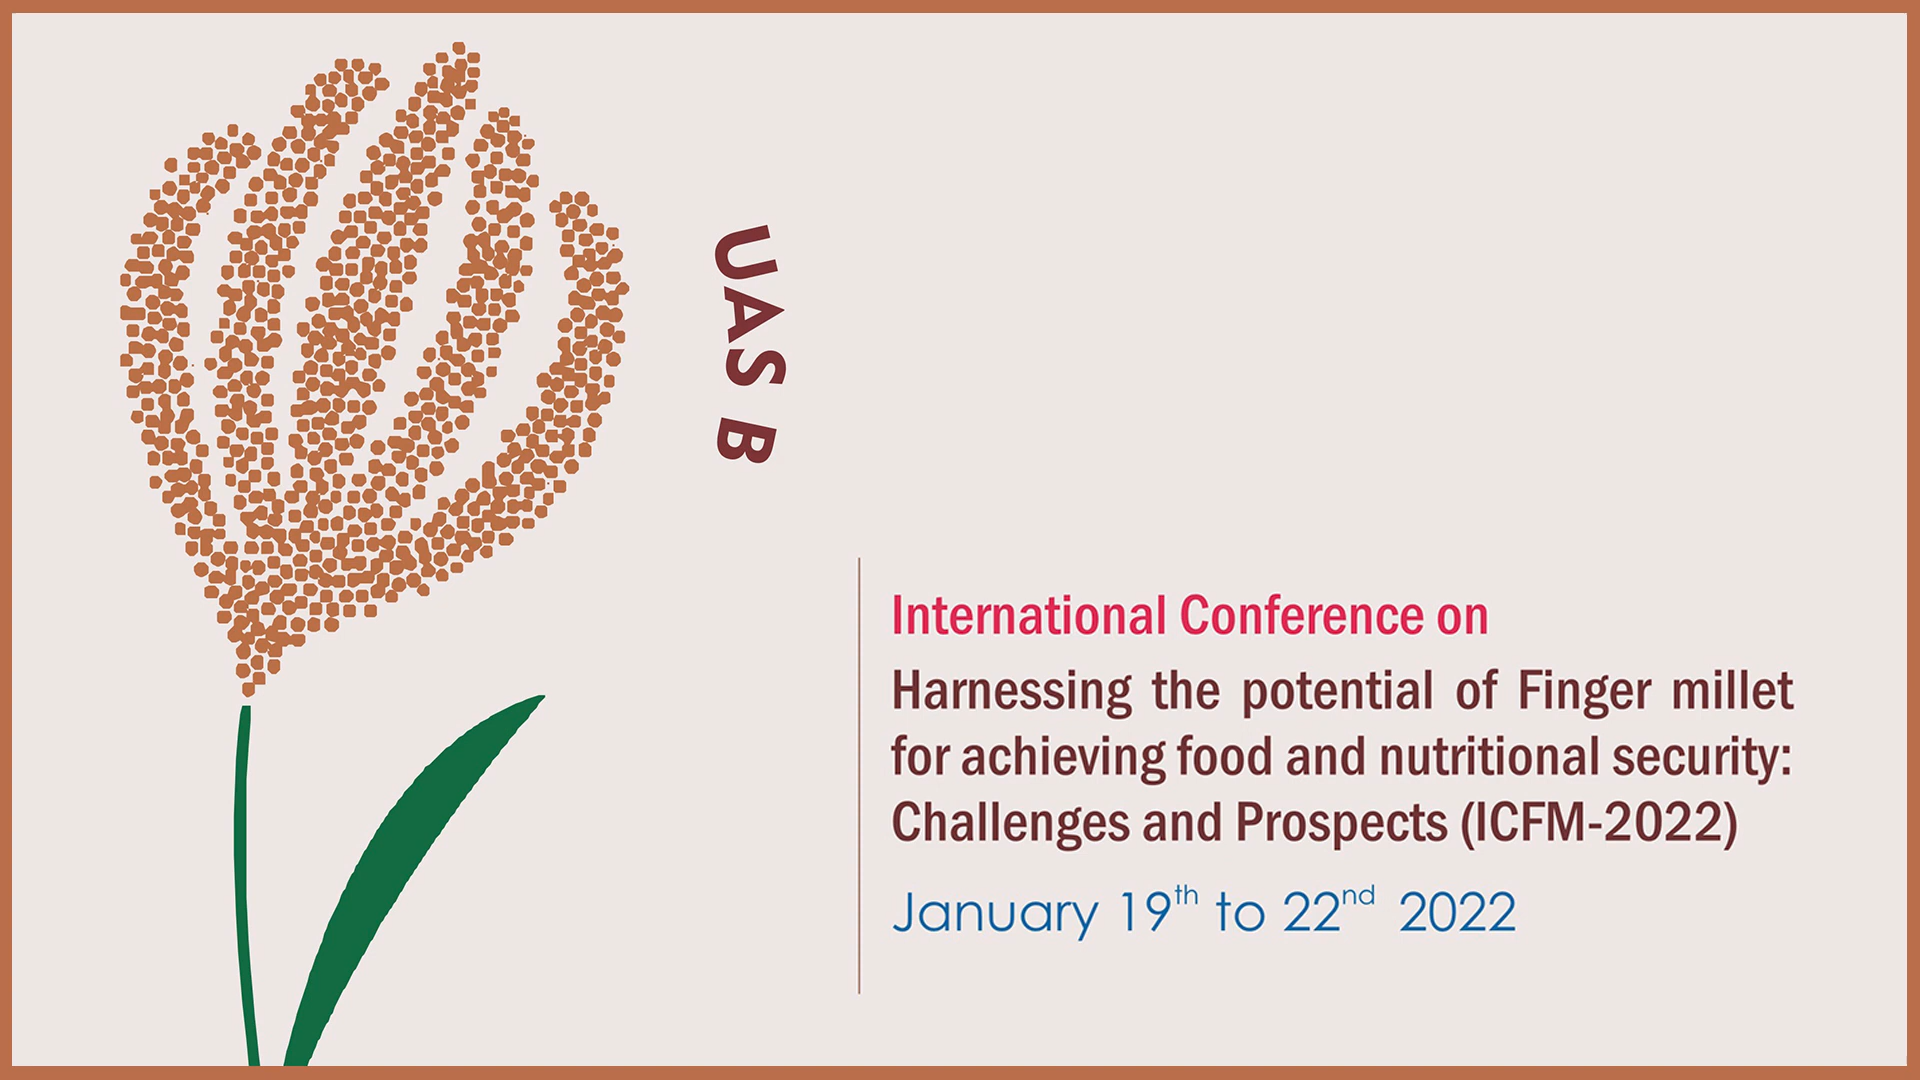 UAS B
International Conference on
Harnessing the potential of Finger millet
for achieving food and nutritional security:
Challenges and Prospects (ICFM-2022)
January 19th to 22nd 2022